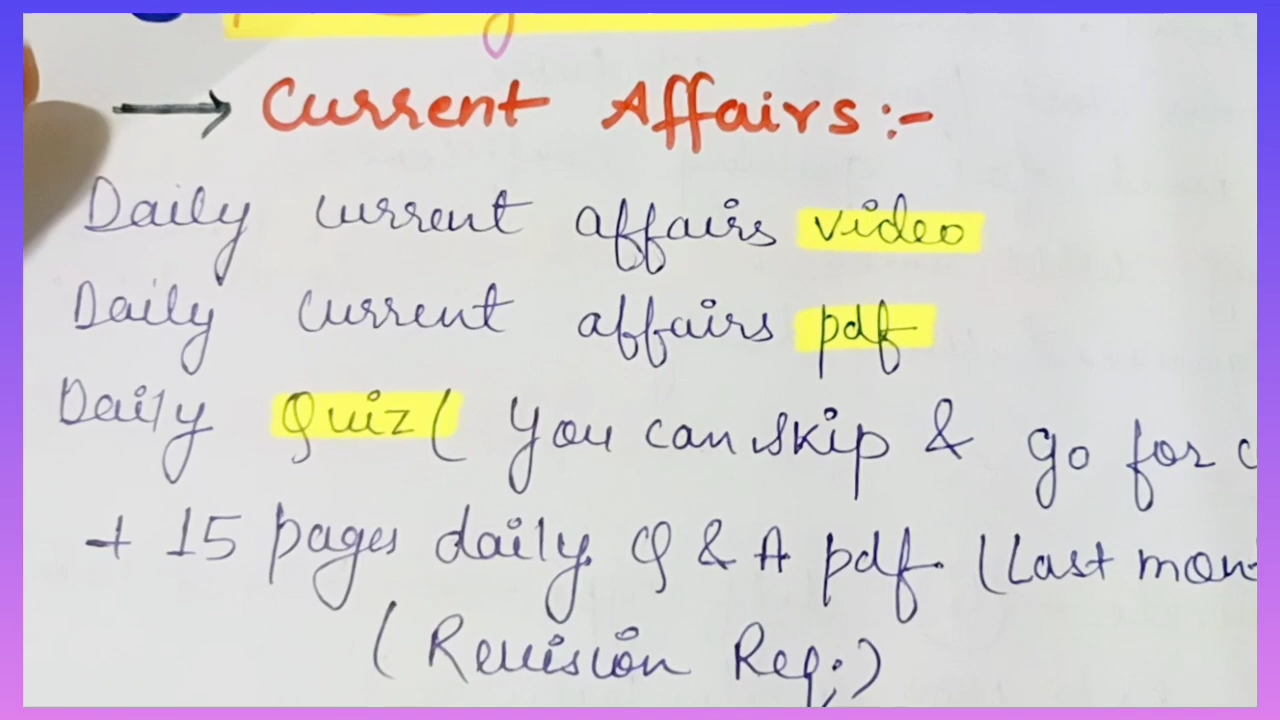 → Current Affairs :-
Daily current affairs video
Daily current affairs pdf
Daily Quiz ( You can skip & go for
+ 15 pages daily Q & A pdf. (Last
( Revision Req; )